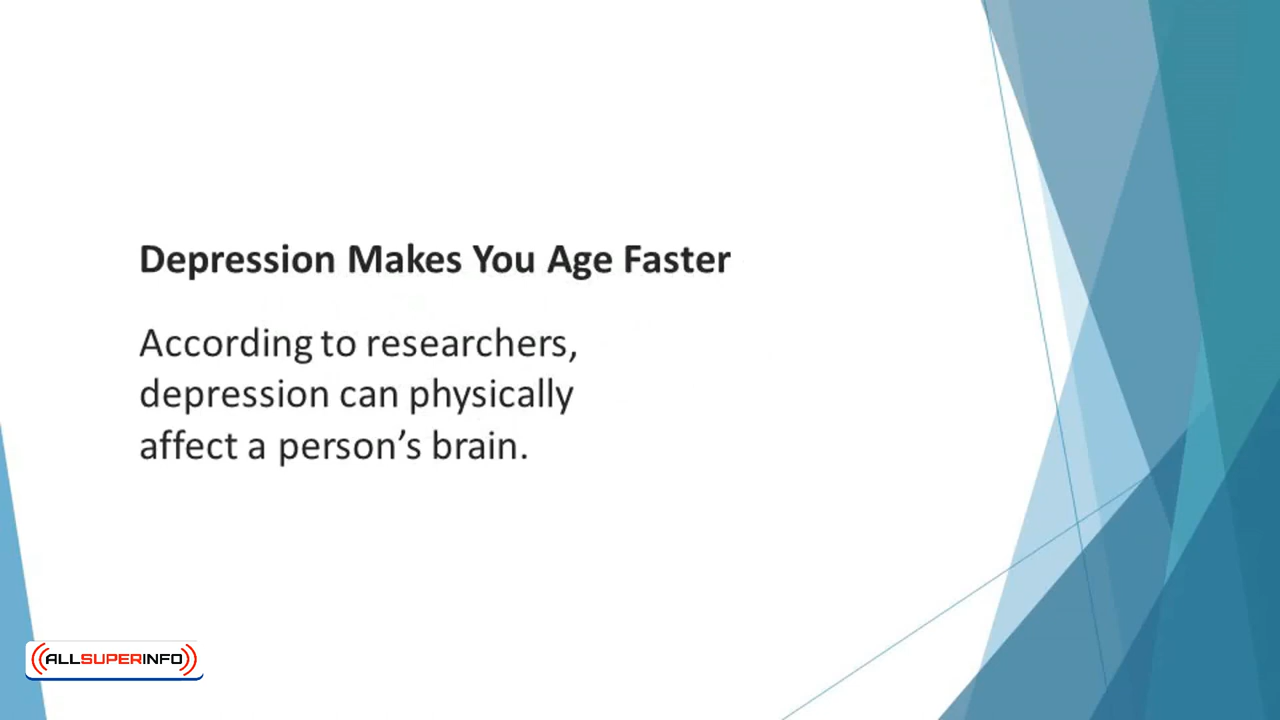 Depression Makes You Age Faster
According to researchers,
depression can physically
affect a person’s brain.
ALLSUPERINFO